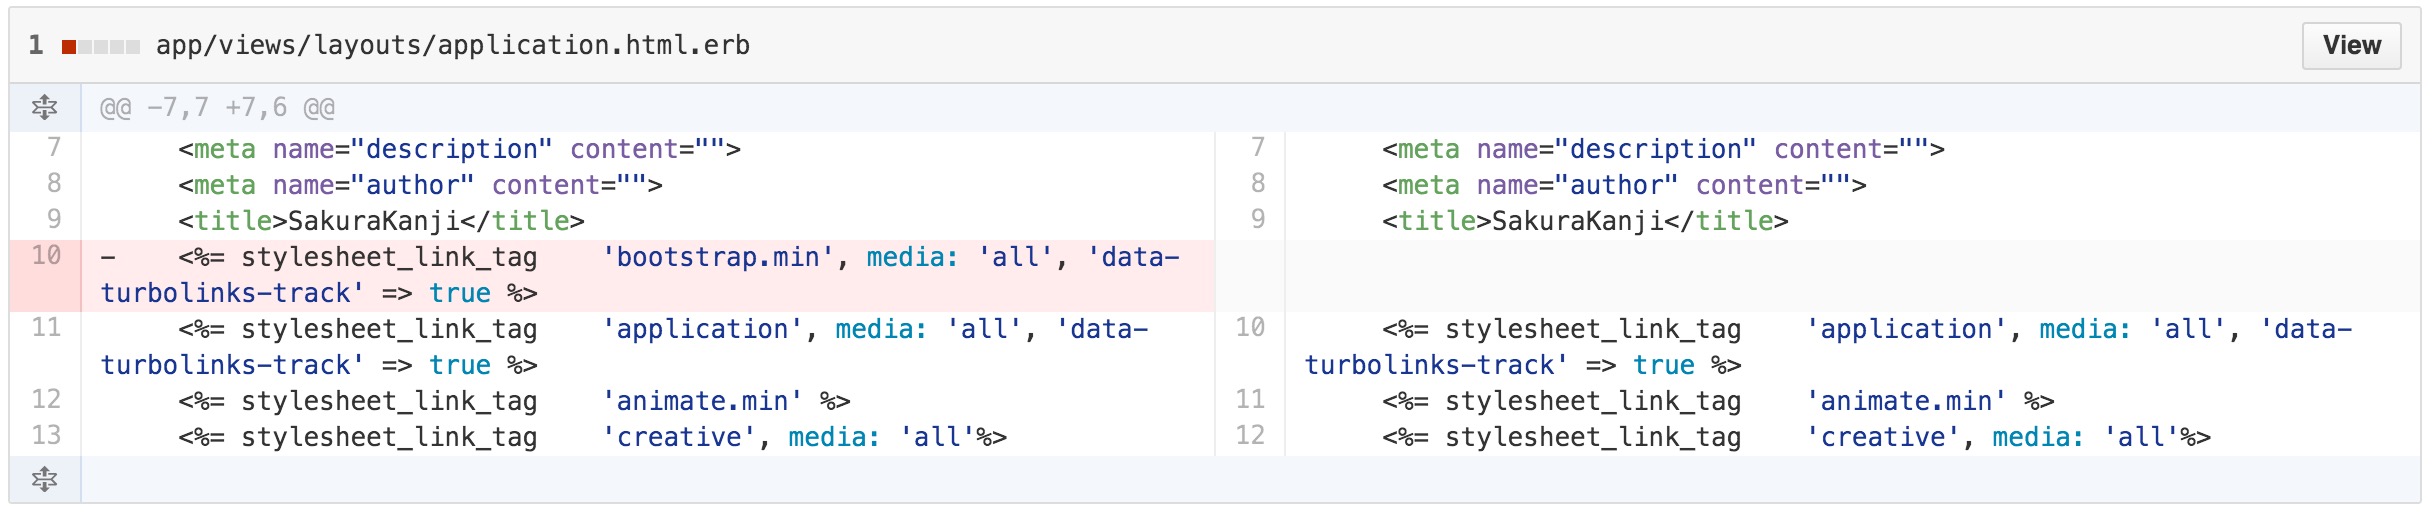 1 app/views/layouts/application.html.erb View
@@ -7,7 +7,6 @@
7 <meta name="description" content="">
8 <meta name="author" content="">
9 <title>SakuraKanji</title>
10 - <%= stylesheet_link_tag    'bootstrap.min', media: 'all', 'data-
turbolinks-track' => true %>
11 <%= stylesheet_link_tag    'application', media: 'all', 'data-
turbolinks-track' => true %>
12 <%= stylesheet_link_tag    'animate.min' %>
13 <%= stylesheet_link_tag    'creative', media: 'all'%>
7 <meta name="description" content="">
8 <meta name="author" content="">
9 <title>SakuraKanji</title>
10 <%= stylesheet_link_tag    'application', media: 'all', 'data-
turbolinks-track' => true %>
11 <%= stylesheet_link_tag    'animate.min' %>
12 <%= stylesheet_link_tag    'creative', media: 'all'%>